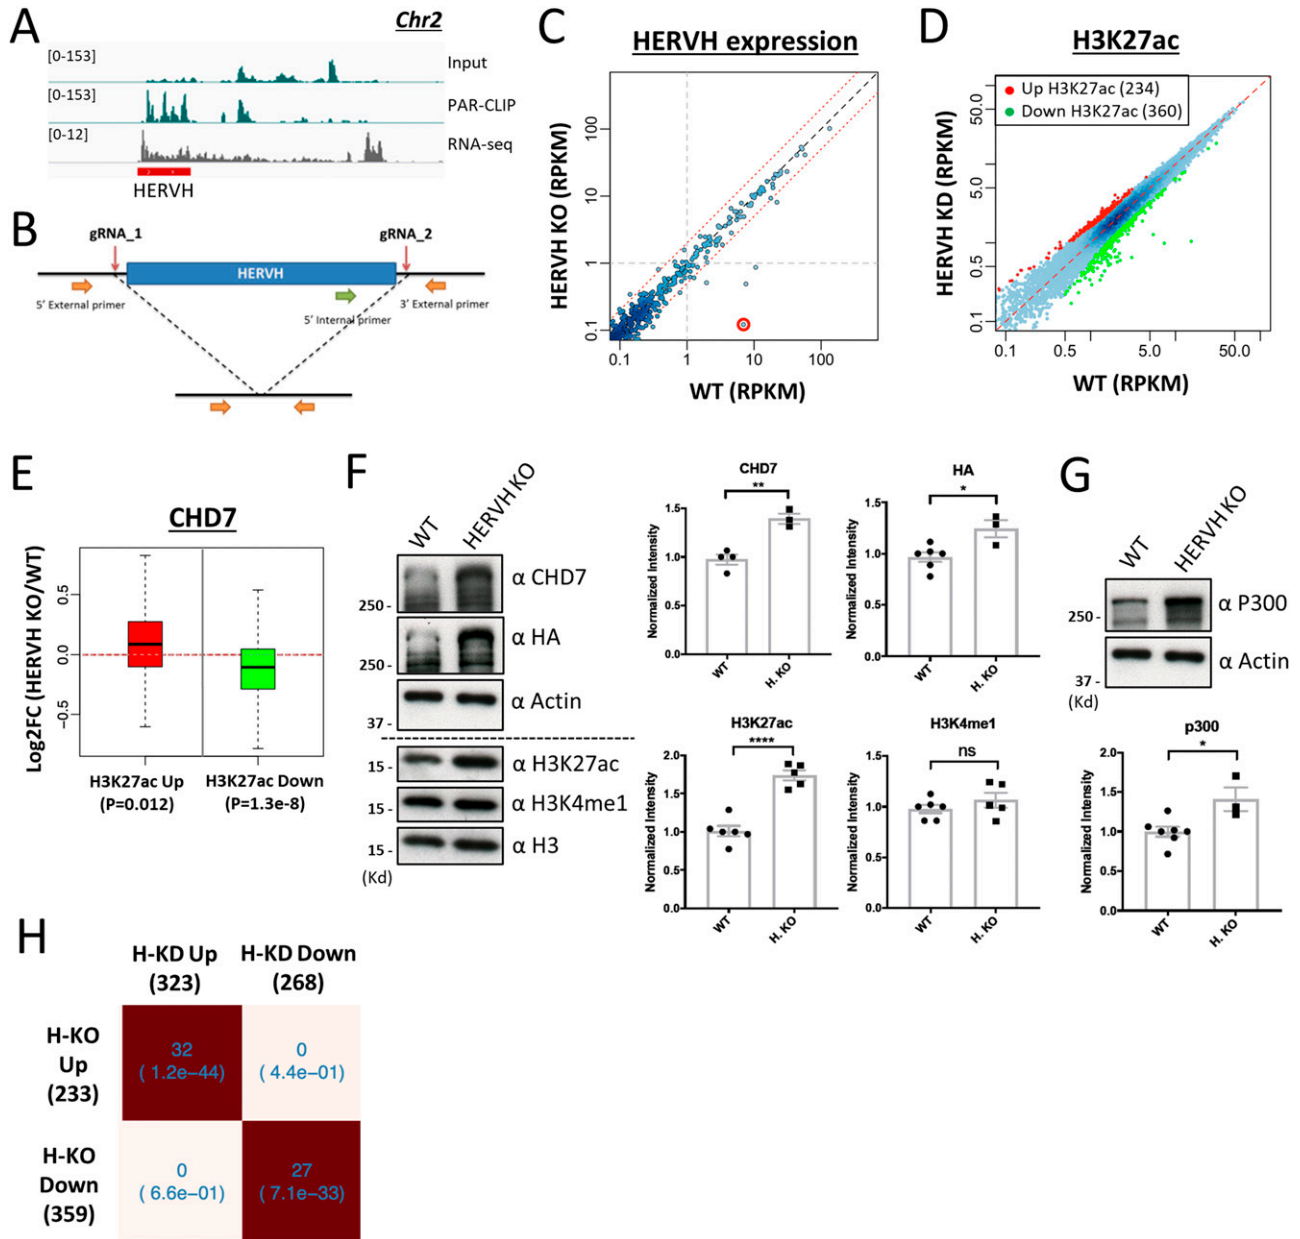 A
Chr2
[0-153]
Input
[0-153]
PAR-CLIP
[0-12]
RNA-seq
HERVH
B
gRNA_1
gRNA_2
HERVH
5' External primer
5' Internal primer
3' External primer
C
HERVH expression
HERVH KO (RPKM)
100
10
1
0.1
0.1
1
10
100
WT (RPKM)
D
H3K27ac
Up H3K27ac (234)
Down H3K27ac (360)
HERVH KD (RPKM)
50.0
5.0
0.5
0.1
0.1
0.5
5.0
50.0
WT (RPKM)
E
CHD7
Log2FC (HERVH KO/WT)
0.5
0.0
−0.5
H3K27ac Up
(P=0.012)
H3K27ac Down
(P=1.3e-8)
F
WT
HERVH KO
α CHD7
250 -
α HA
250 -
α Actin
37 -
α H3K27ac
15 -
α H3K4me1
15 -
α H3
15 -
(Kd)
CHD7
**
Normalized Intensity
1.5
1.0
0.5
0.0
WT
H. KO
HA
*
Normalized Intensity
1.5
1.0
0.5
0.0
WT
H. KO
H3K27ac
****
Normalized Intensity
2.0
1.5
1.0
0.5
0.0
WT
H. KO
H3K4me1
ns
Normalized Intensity
1.5
1.0
0.5
0.0
WT
H. KO
G
WT
HERVH KO
α P300
250 -
α Actin
37 -
(Kd)
p300
*
Normalized Intensity
2.0
1.5
1.0
0.5
0.0
WT
H. KO
H
H-KD Up
(323)
H-KD Down
(268)
H-KO
Up
(233)
32
( 1.2e−44)
0
( 4.4e−01)
H-KO
Down
(359)
0
( 6.6e−01)
27
( 7.1e−33)